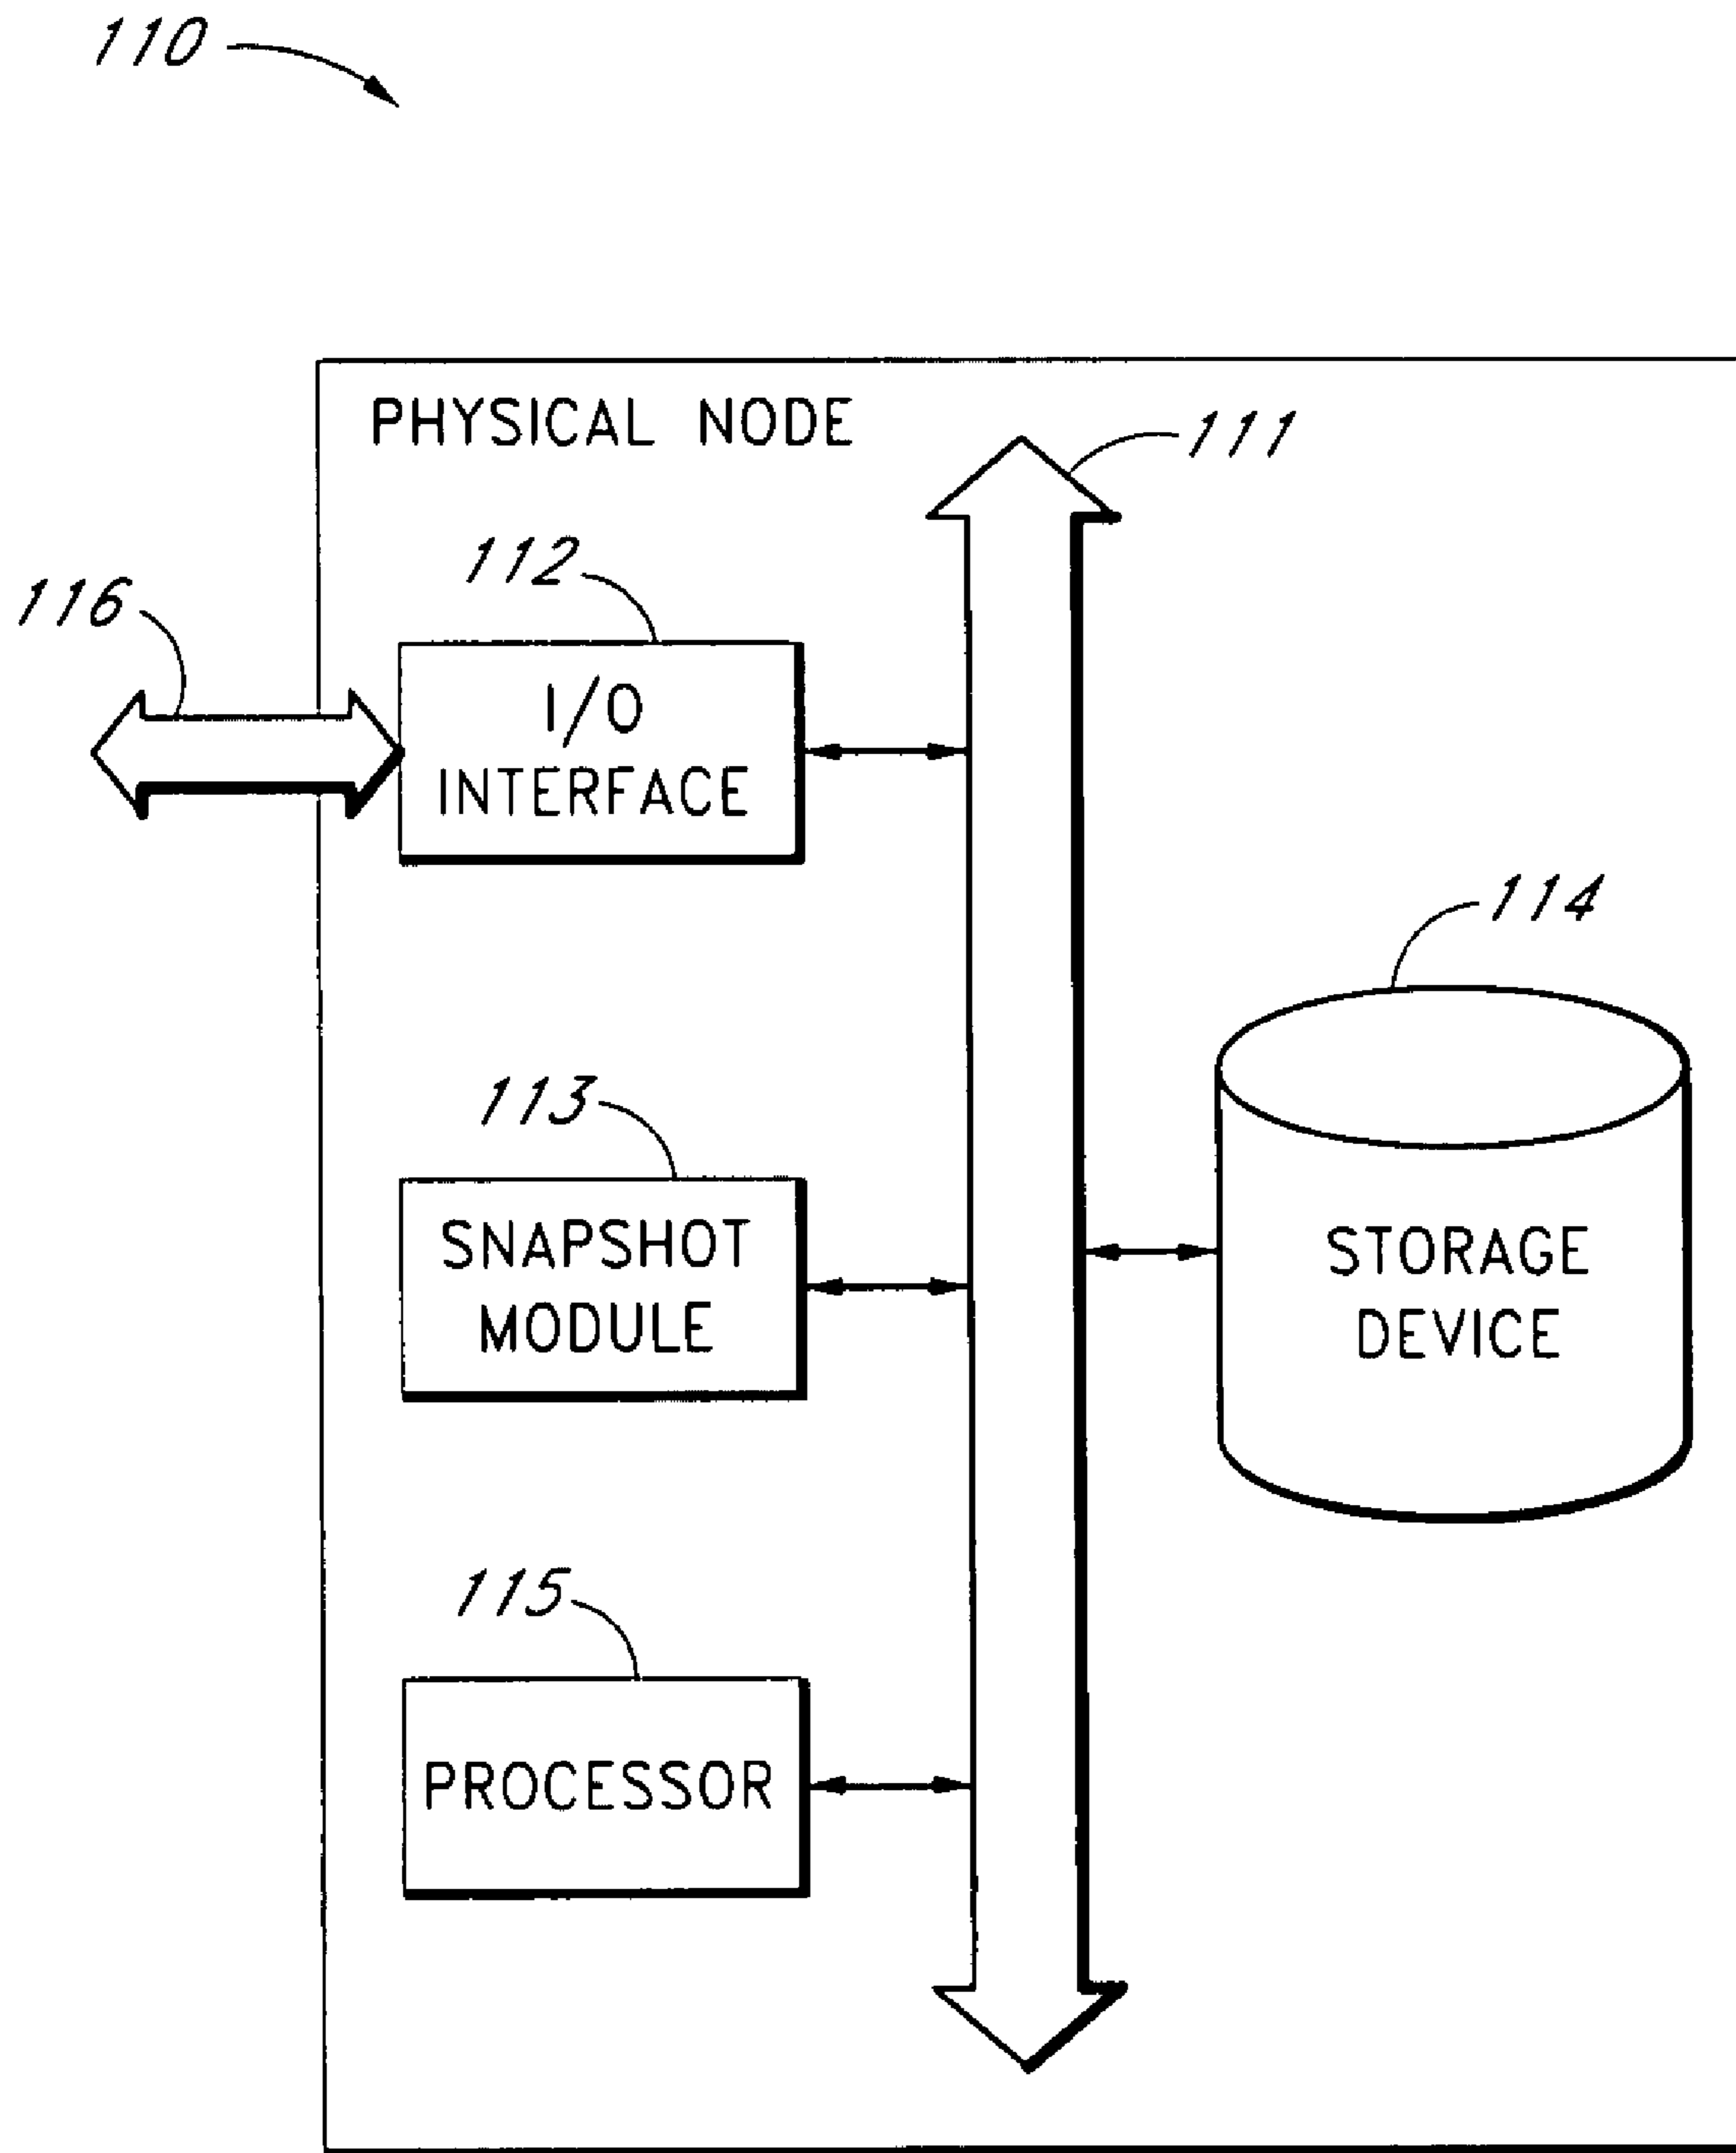 110
PHYSICAL NODE
111
112
116
I/O
INTERFACE
114
113
SNAPSHOT
MODULE
STORAGE
DEVICE
115
PROCESSOR